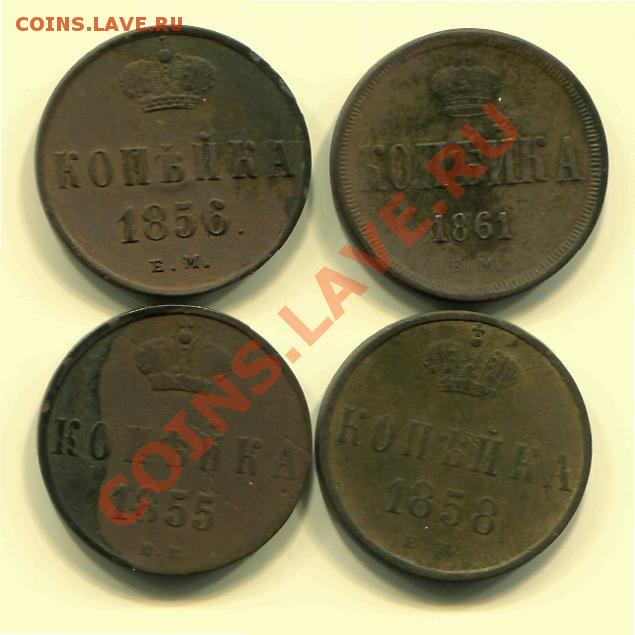 COINS.LAVE.RU
КОПѢЙКА
1856.
Е.М.
КОПѢЙКА
1861
Е М
КОПѢЙКА
1855
КОПѢЙКА
1858
Е.М.
COINS.LAVE.RU